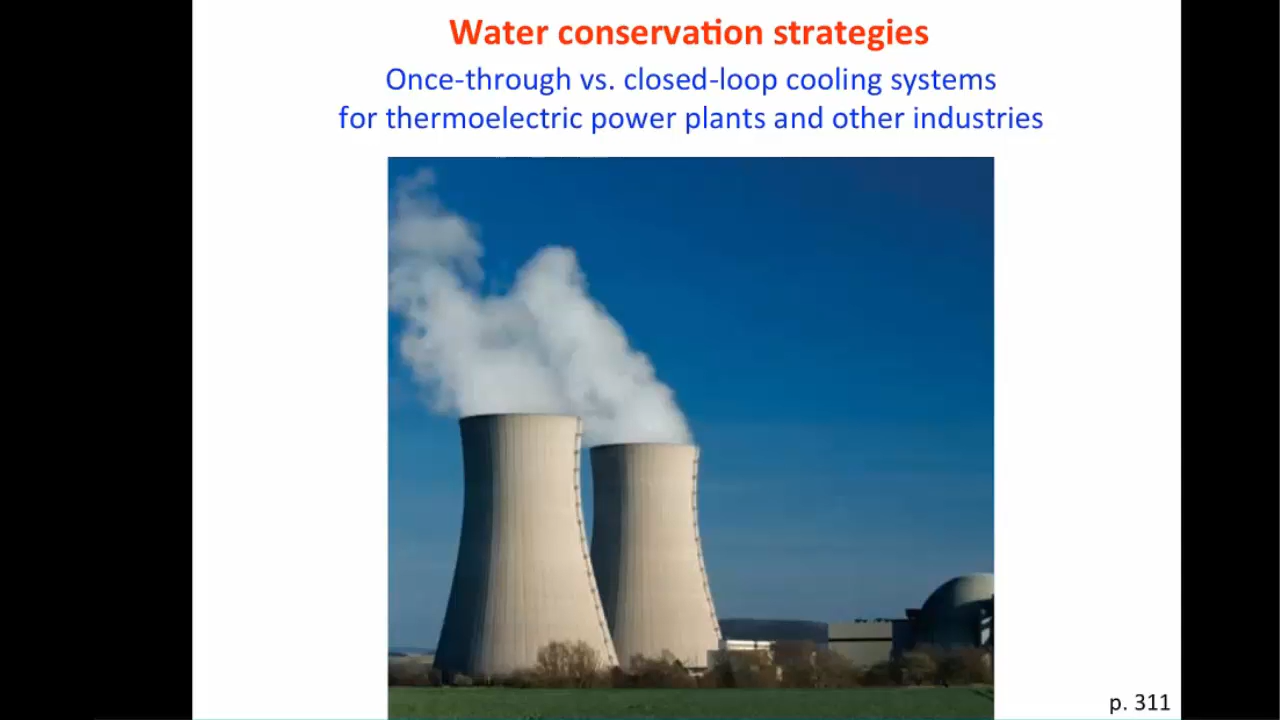 Water conservation strategies
Once-through vs. closed-loop cooling systems
for thermoelectric power plants and other industries
p. 311